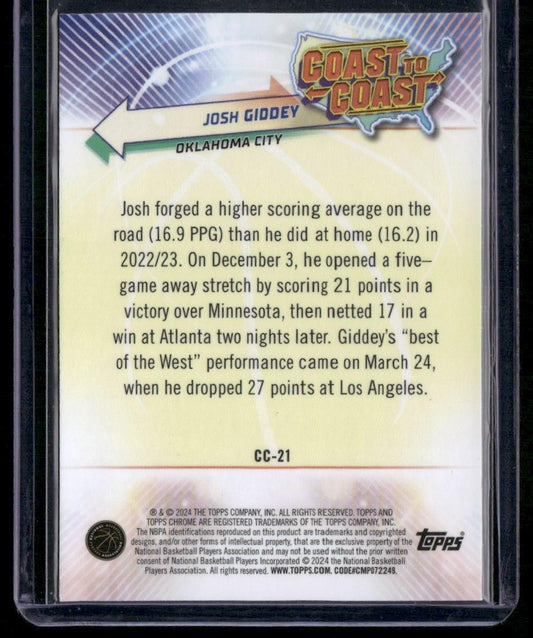 COAST TO
COAST
JOSH GIDDEY
OKLAHOMA CITY
Josh forged a higher scoring average on the
road (16.9 PPG) than he did at home (16.2) in
2022/23. On December 3, he opened a five–
game away stretch by scoring 21 points in a
victory over Minnesota, then netted 17 in a
win at Atlanta two nights later. Giddey's “best
of the West” performance came on March 24,
when he dropped 27 points at Los Angeles.
CC-21
® & © 2024 THE TOPPS COMPANY, INC. ALL RIGHTS RESERVED. TOPPS AND
TOPPS CHROME ARE REGISTERED TRADEMARKS OF THE TOPPS COMPANY, INC.
The NBPA identifications reproduced on this product are trademarks and copyrighted
designs, and/or other forms of intellectual property, that are the exclusive property of the
National Basketball Players Association and may not be used without the prior written
consent of National Basketball Players Incorporated © 2024 the National Basketball
Players Association. All rights reserved. WWW.TOPPS.COM. CODE#CMP072249.
Topps